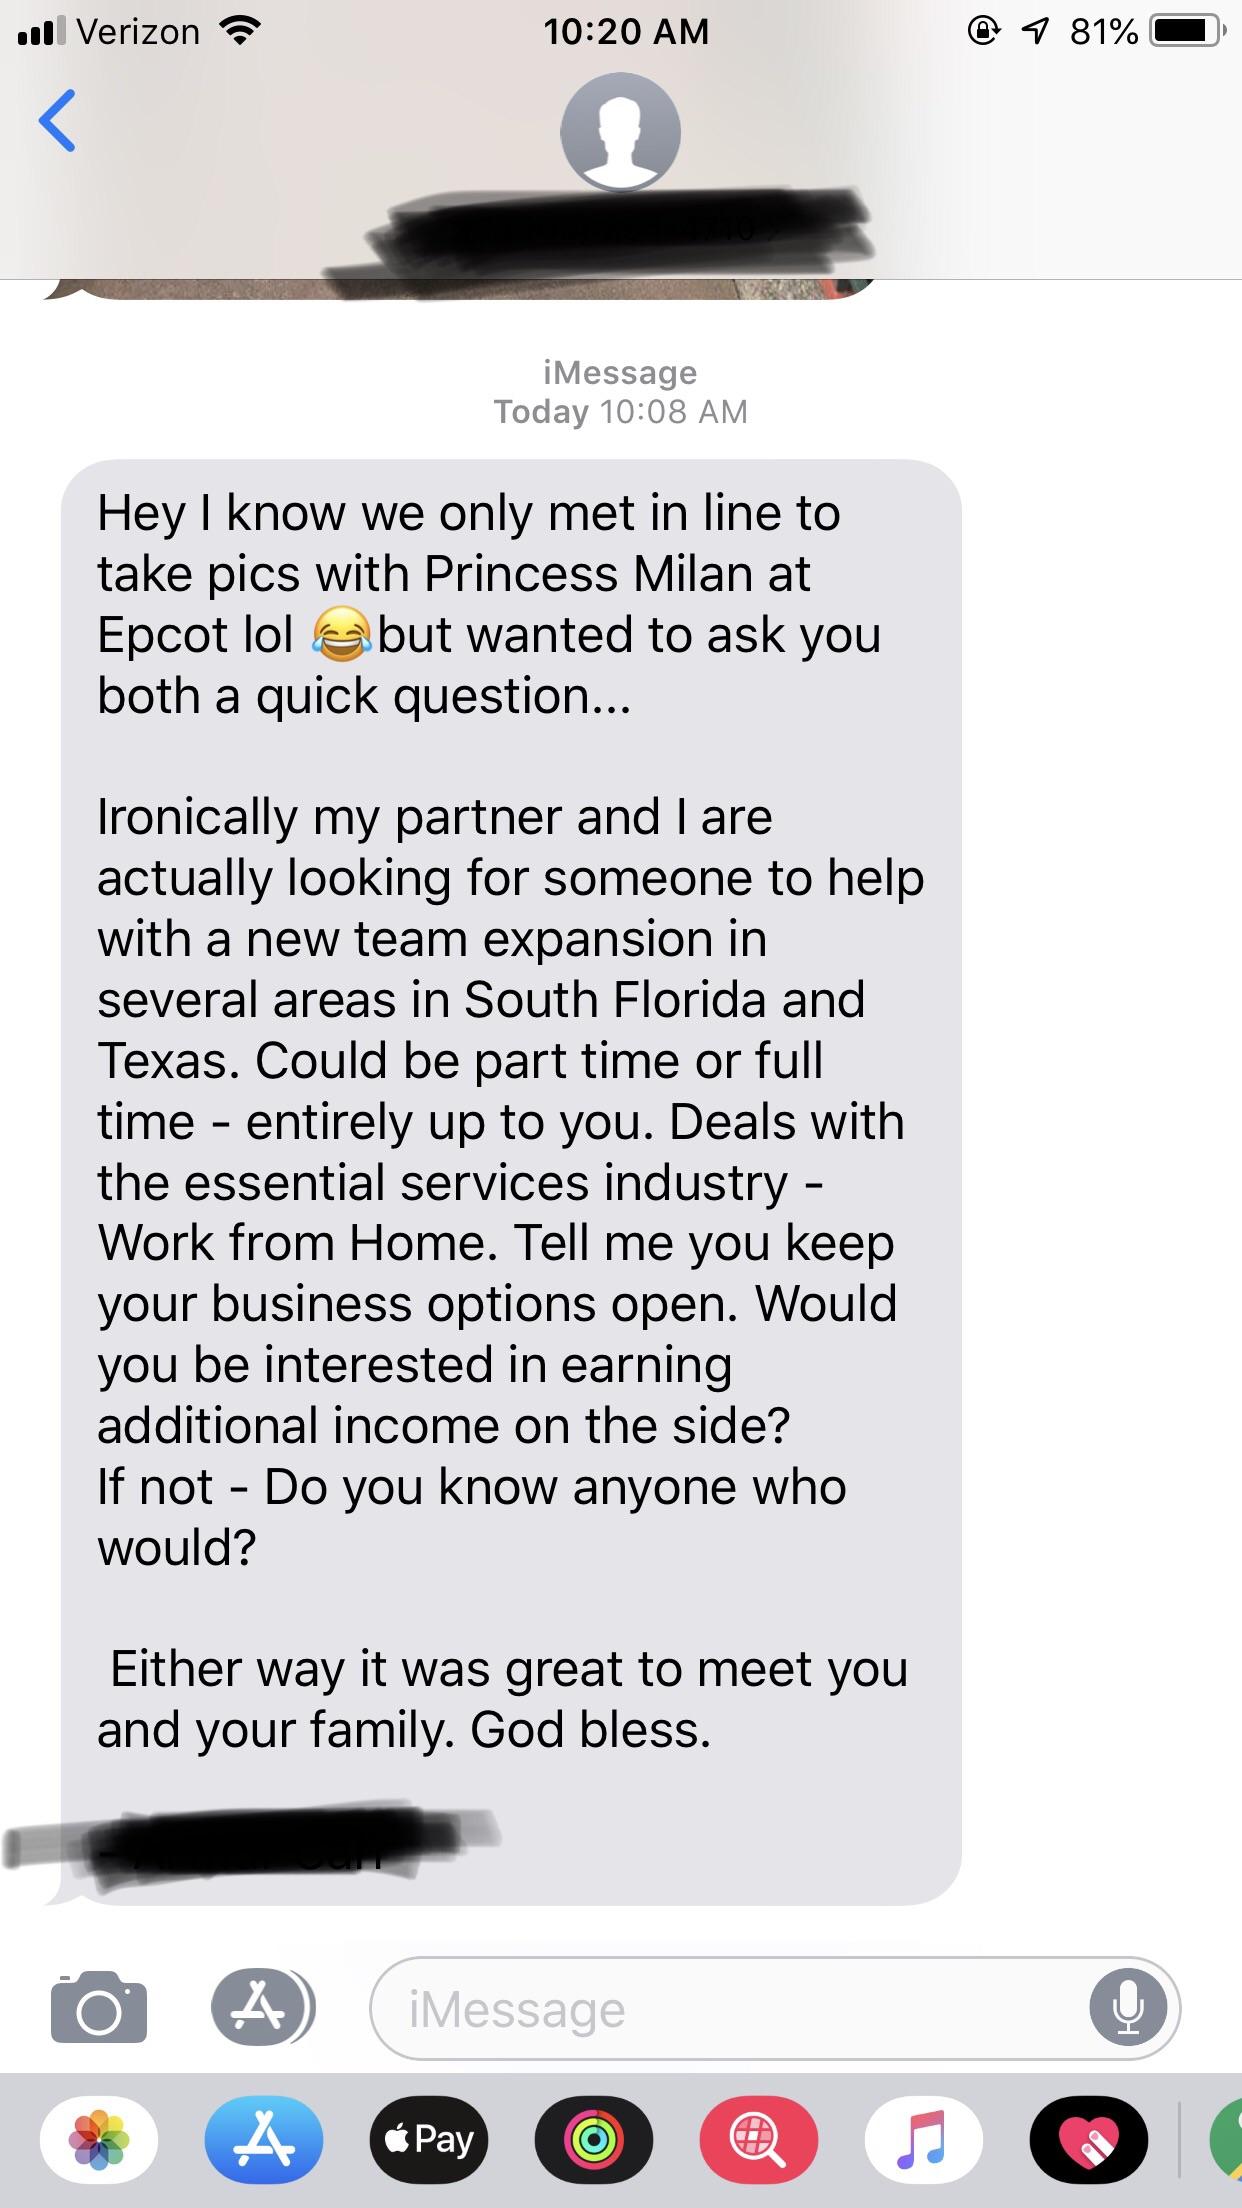 Verizon
10:20 AM
81%
iMessage
Today 10:08 AM
Hey I know we only met in line to
take pics with Princess Milan at
Epcot lol 😂but wanted to ask you
both a quick question...
Ironically my partner and I are
actually looking for someone to help
with a new team expansion in
several areas in South Florida and
Texas. Could be part time or full
time - entirely up to you. Deals with
the essential services industry -
Work from Home. Tell me you keep
your business options open. Would
you be interested in earning
additional income on the side?
If not - Do you know anyone who
would?
Either way it was great to meet you
and your family. God bless.
iMessage
Pay